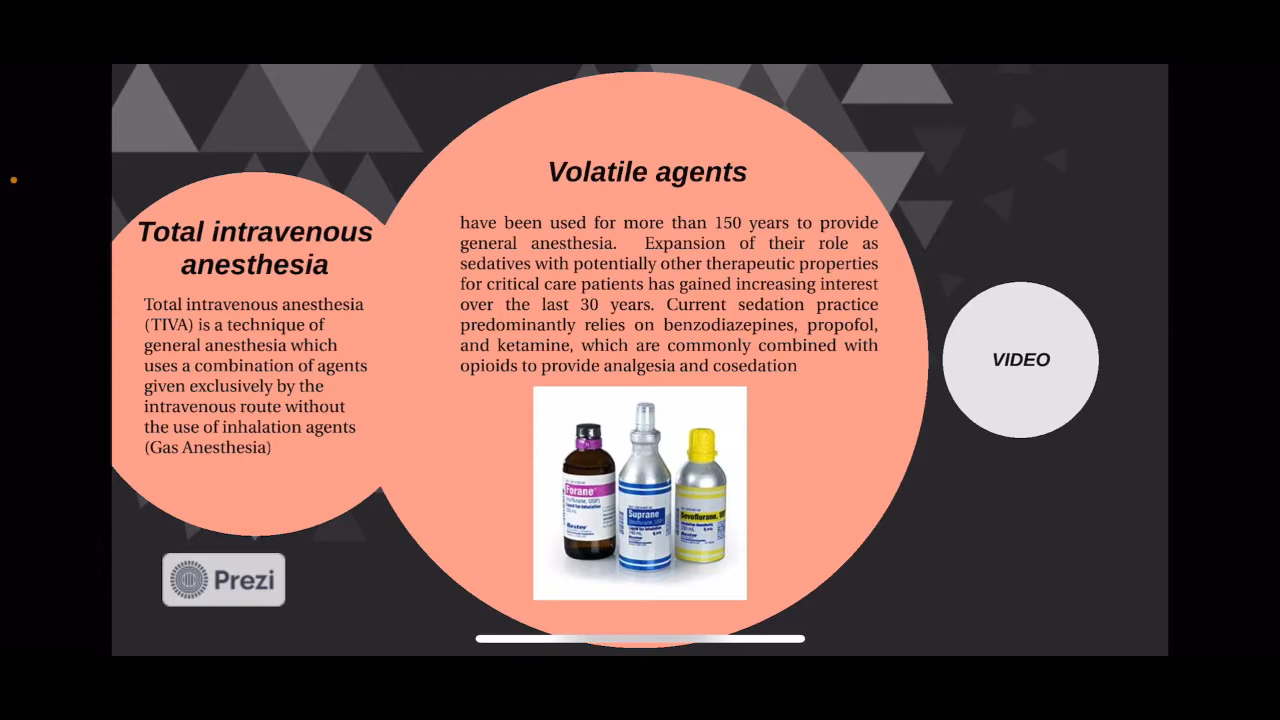 Total intravenous
anesthesia
Total intravenous anesthesia
(TIVA) is a technique of
general anesthesia which
uses a combination of agents
given exclusively by the
intravenous route without
the use of inhalation agents
(Gas Anesthesia)
Volatile agents
have been used for more than 150 years to provide
general anesthesia. Expansion of their role as
sedatives with potentially other therapeutic properties
for critical care patients has gained increasing interest
over the last 30 years. Current sedation practice
predominantly relies on benzodiazepines, propofol,
and ketamine, which are commonly combined with
opioids to provide analgesia and cosedation
Forane
Baxter
Suprane
Baxter
Sevoflurane,
Baxter
VIDEO
Prezi